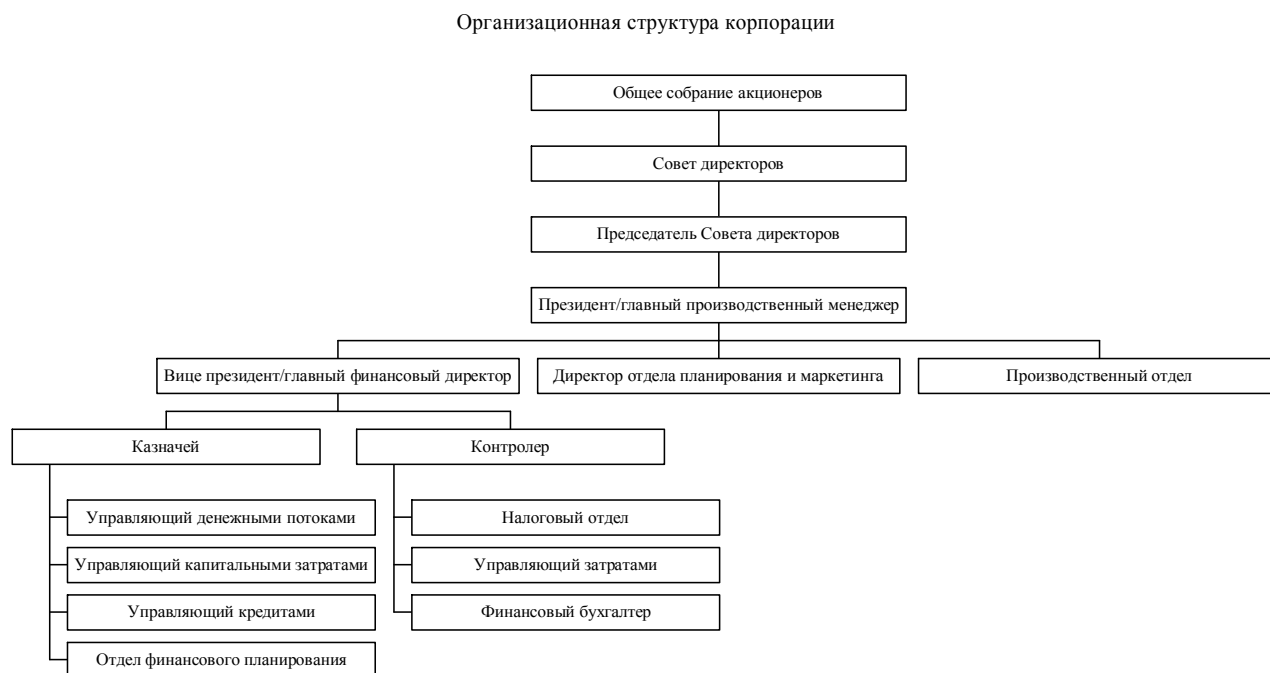 Организационная структура корпорации
Общее собрание акционеров
Совет директоров
Председатель Совета директоров
Президент/главный производственный менеджер
Вице президент/главный финансовый директор
Директор отдела планирования и маркетинга
Производственный отдел
Казначей
Контролер
Управляющий денежными потоками
Налоговый отдел
Управляющий капитальными затратами
Управляющий затратами
Управляющий кредитами
Финансовый бухгалтер
Отдел финансового планирования